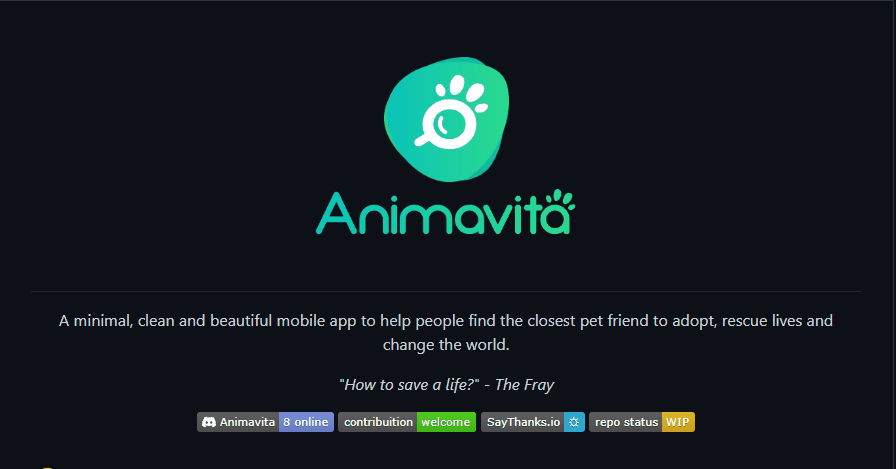 Animavita
A minimal, clean and beautiful mobile app to help people find the closest pet friend to adopt, rescue lives and
change the world.
"How to save a life?" - The Fray
Animavita 8 online contribuition welcome SayThanks.io repo status WIP